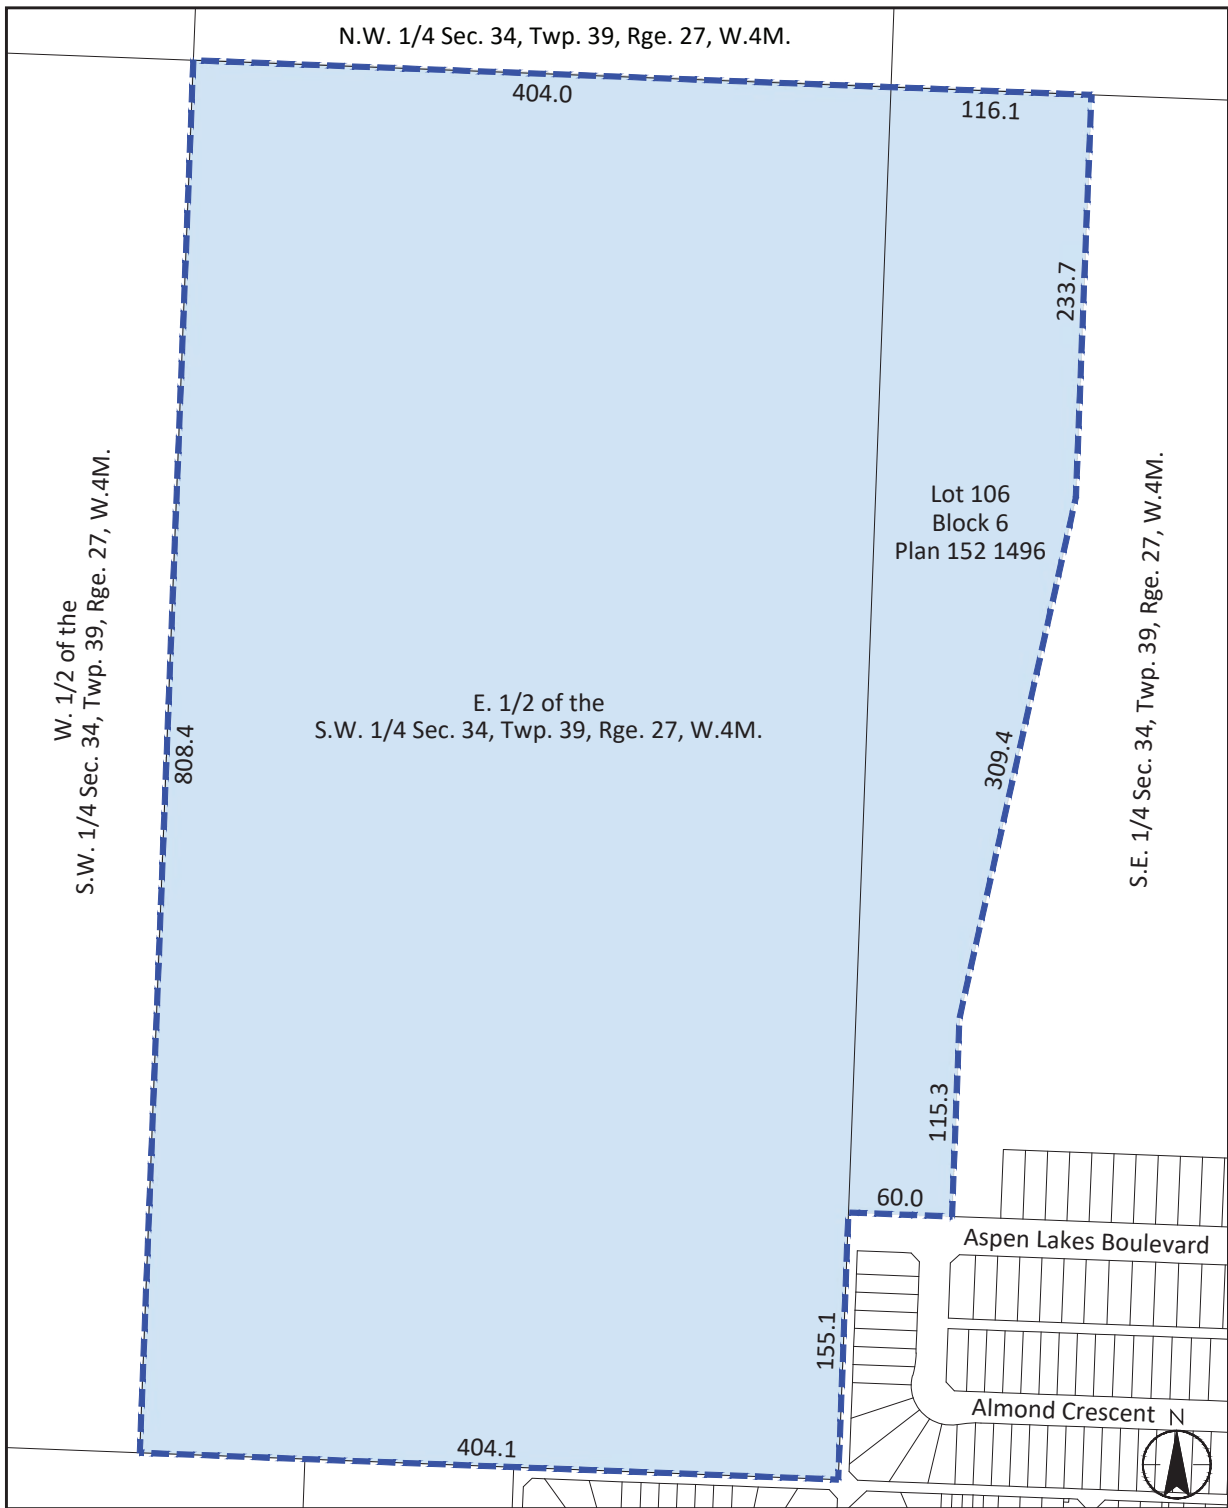 N.W. 1/4 Sec. 34, Twp. 39, Rge. 27, W.4M.
404.0
116.1
233.7
Lot 106
Block 6
Plan 152 1496
W. 1/2 of the
S.W. 1/4 Sec. 34, Twp. 39, Rge. 27, W.4M.
808.4
E. 1/2 of the
S.W. 1/4 Sec. 34, Twp. 39, Rge. 27, W.4M.
309.4
S.E. 1/4 Sec. 34, Twp. 39, Rge. 27, W.4M.
115.3
60.0
Aspen Lakes Boulevard
155.1
Almond Crescent
N
404.1